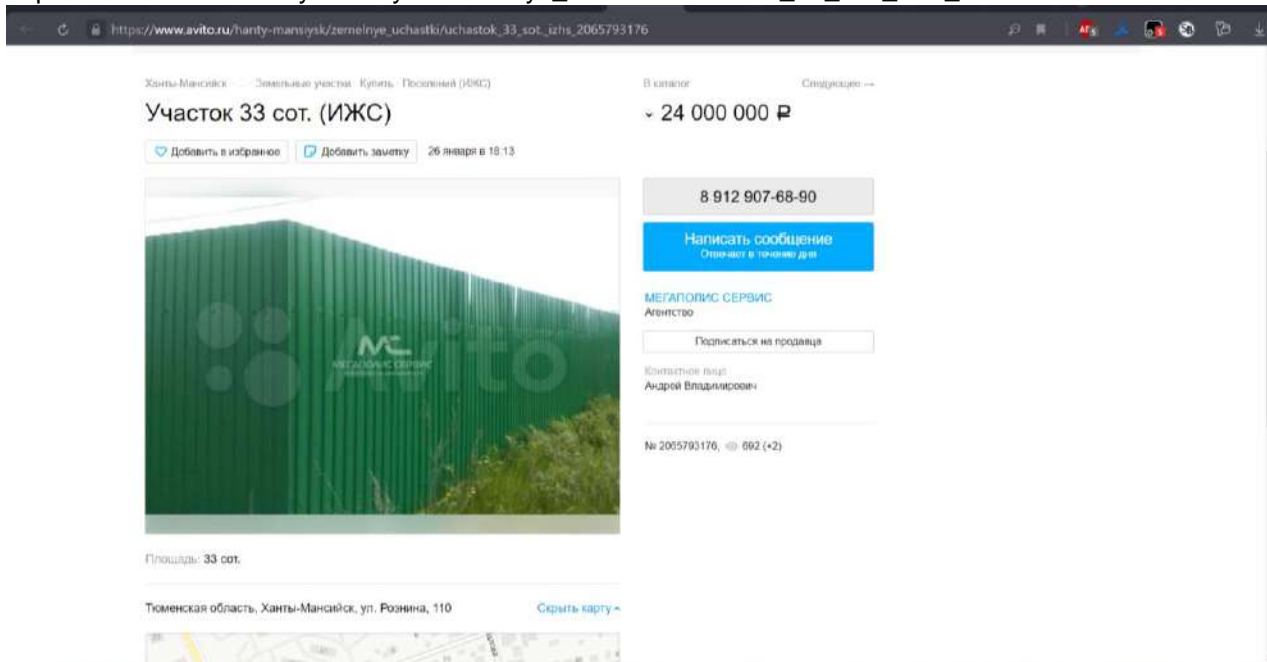 https://www.avito.ru/hanty-mansiysk/zemelnye_uchastki/uchastok_33_sot._izhs_2065793176
Ханты-Мансийск Земельные участки Купить Поселений (ИЖС)
В каталог Следующее →
Участок 33 сот. (ИЖС)
24 000 000 ₽
Добавить в избранное Добавить заметку 26 января в 18:13
8 912 907-68-90
Написать сообщение
Отвечает в течение дня
МЕГАПОЛИС СЕРВИС
Агентство
Подписаться на продавца
Контактное лицо
Андрей Владимирович
№ 2065793176, 692 (+2)
МС
МЕГАПОЛИС СЕРВИС
Avito
Площадь: 33 сот.
Тюменская область, Ханты-Мансийск, ул. Рознина, 110
Скрыть карту